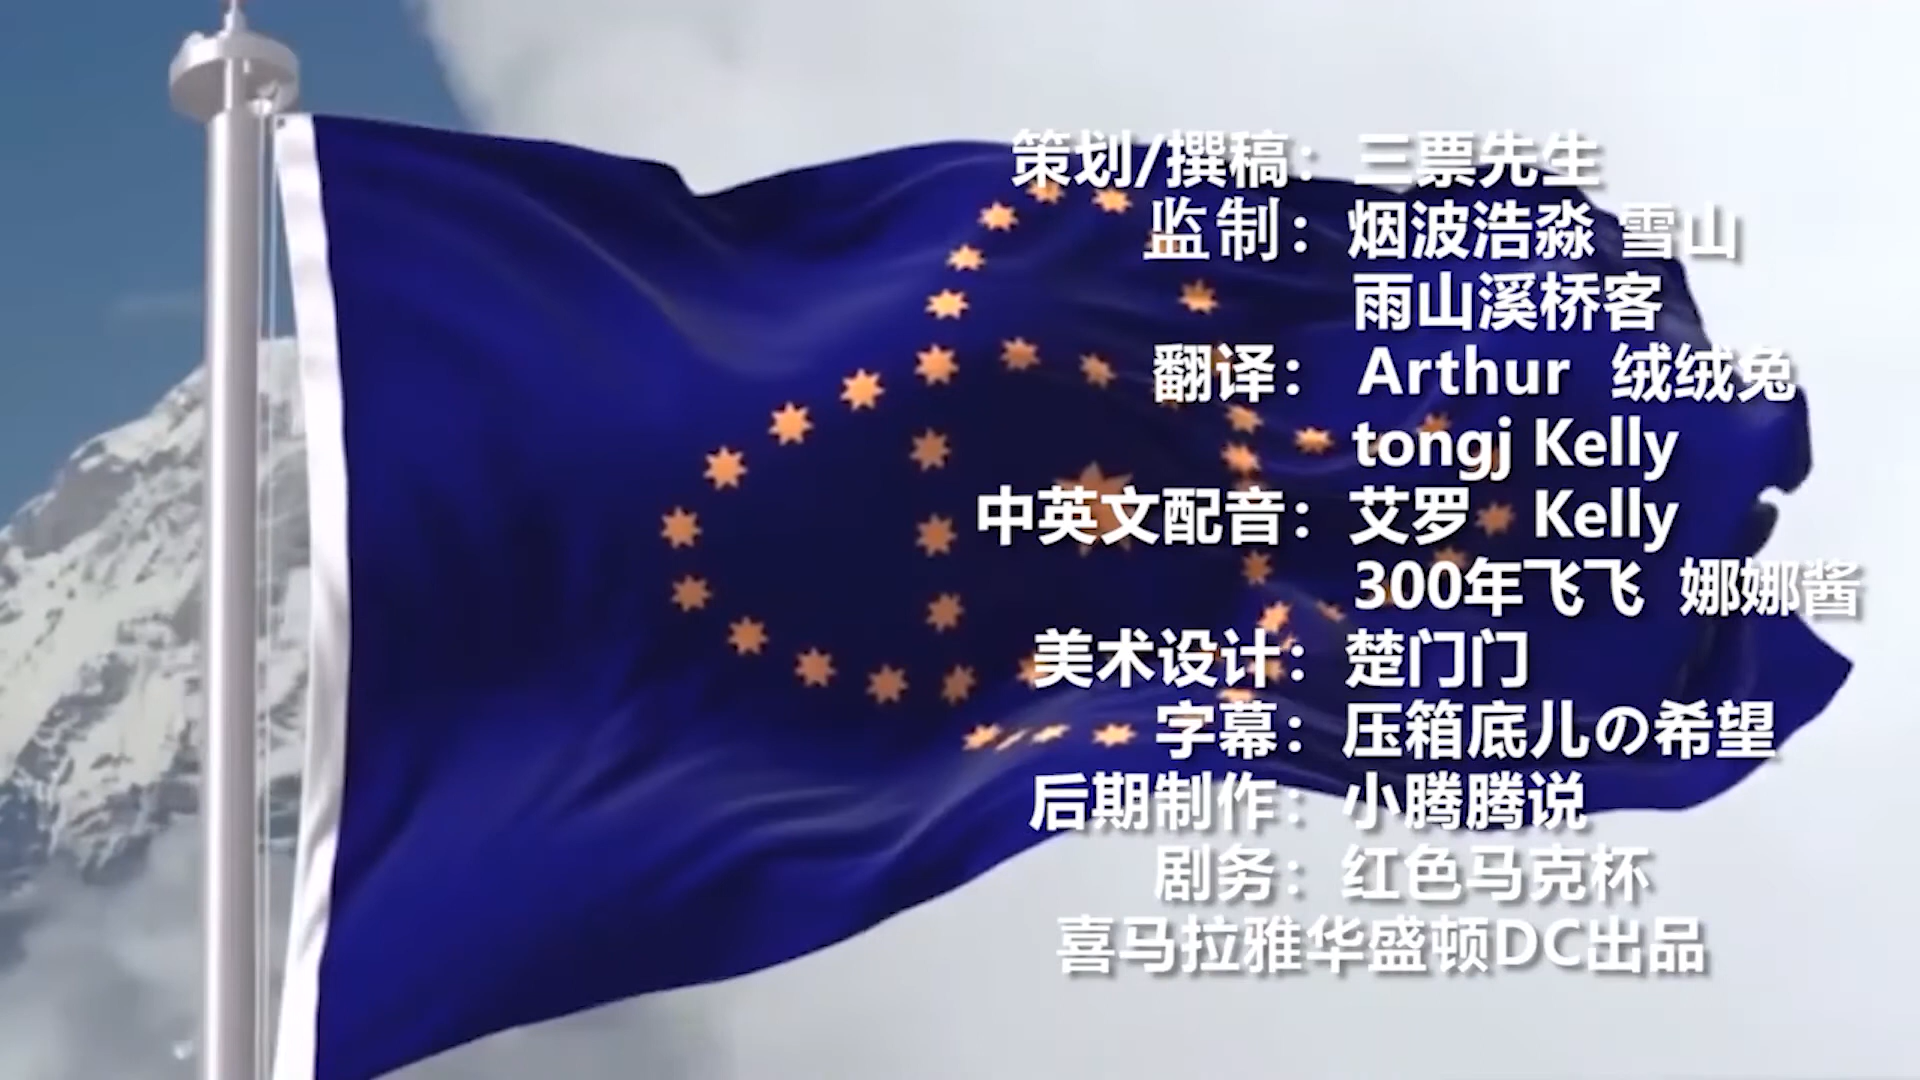 策划/撰稿：三票先生
监制：烟波浩淼 雪山
雨山溪桥客
翻译： Arthur 绒绒兔
tongj Kelly
中英文配音：艾罗 Kelly
300年飞飞 娜娜酱
美术设计：楚门门
字幕：压箱底儿の希望
后期制作：小腾腾说
剧务：红色马克杯
喜马拉雅华盛顿DC出品